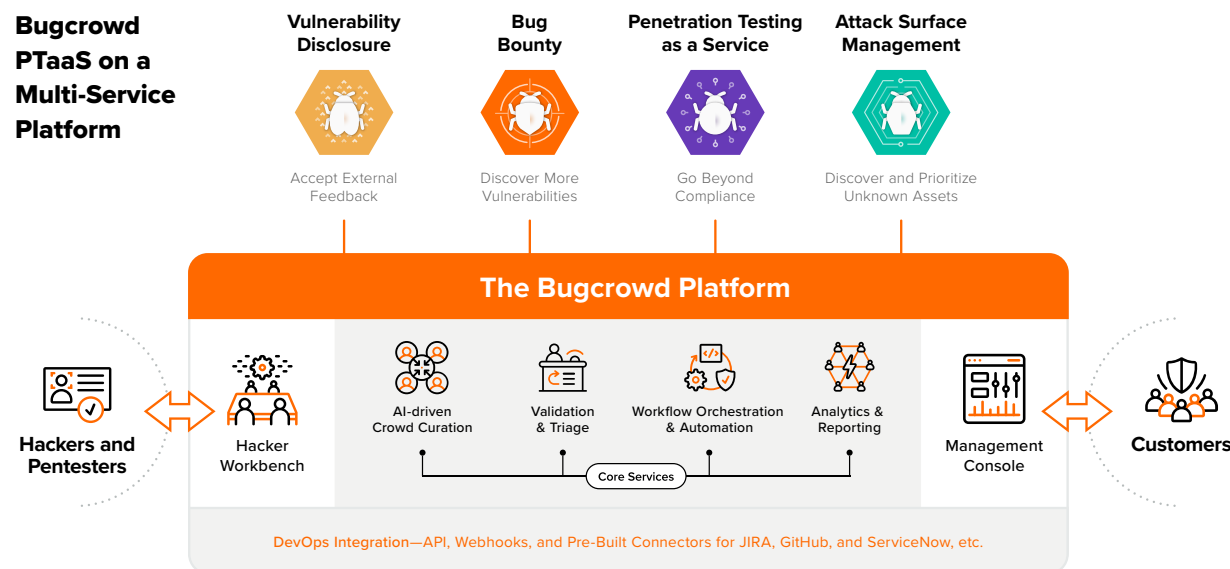 Bugcrowd
PTaaS on a
Multi-Service
Platform
Vulnerability
Disclosure
Accept External
Feedback
Bug
Bounty
Discover More
Vulnerabilities
Penetration Testing
as a Service
Go Beyond
Compliance
Attack Surface
Management
Discover and Prioritize
Unknown Assets
The Bugcrowd Platform
Hackers and
Pentesters
Hacker
Workbench
AI-driven
Crowd Curation
Validation
& Triage
Workflow Orchestration
& Automation
Analytics &
Reporting
Core Services
Management
Console
Customers
DevOps Integration—API, Webhooks, and Pre-Built Connectors for JIRA, GitHub, and ServiceNow, etc.